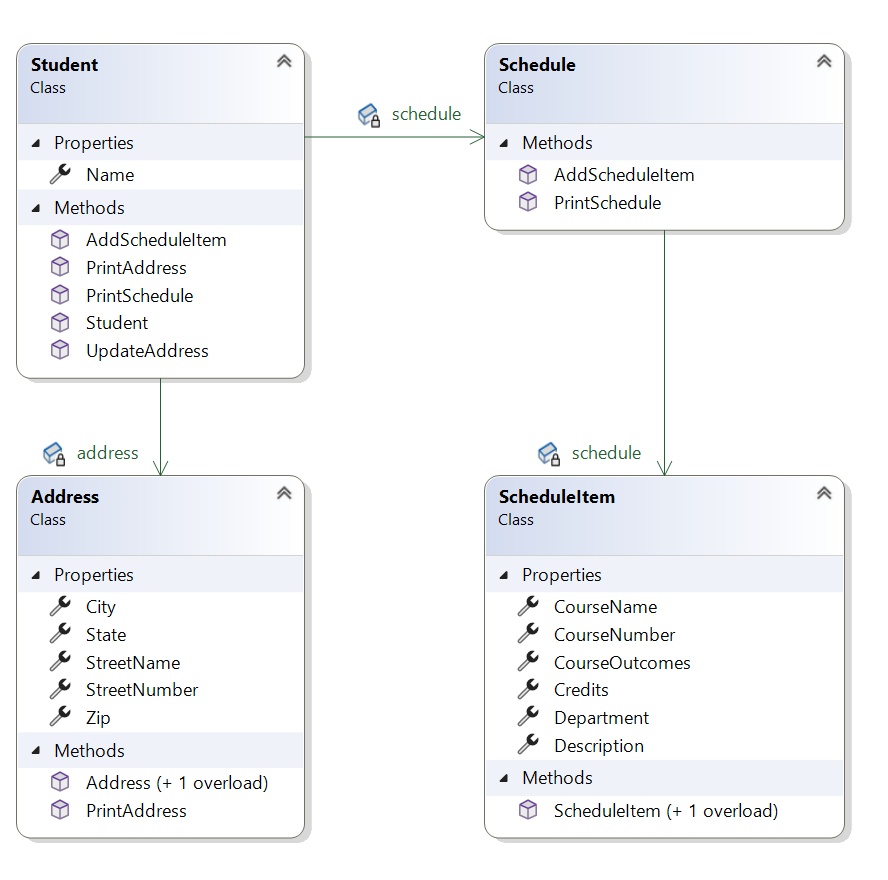 Student
Class
Properties
Name
Methods
AddScheduleItem
PrintAddress
PrintSchedule
Student
UpdateAddress
schedule
Schedule
Class
Methods
AddScheduleItem
PrintSchedule
address
Address
Class
Properties
City
State
StreetName
StreetNumber
Zip
Methods
Address (+ 1 overload)
PrintAddress
schedule
ScheduleItem
Class
Properties
CourseName
CourseNumber
CourseOutcomes
Credits
Department
Description
Methods
ScheduleItem (+ 1 overload)